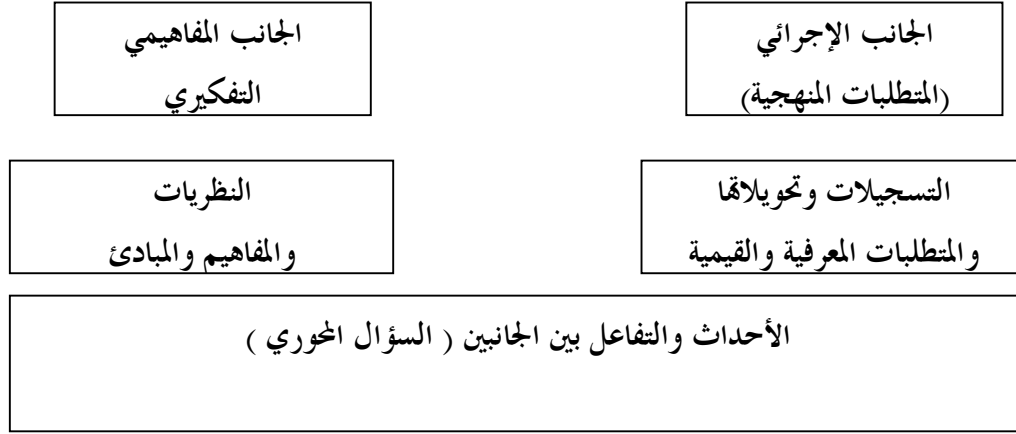 الجانب الإجرائي
(المتطلبات المنهجية)
الجانب المفاهيمي
التفكيري
التسجيلات وتحويلاتها
والمتطلبات المعرفية والقيمية
النظريات
والمفاهيم والمبادئ
الأحداث والتفاعل بين الجانبين ( السؤال المحوري )